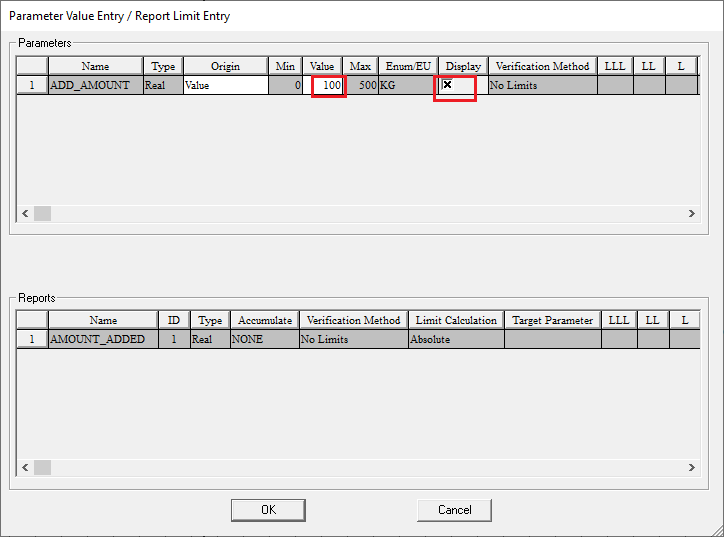 Parameter Value Entry / Report Limit Entry
Parameters
Name Type Origin Min Value Max Enum/EU Display Verification Method LLL LL L
1 ADD_AMOUNT Real Value 0 100 500 KG No Limits
Reports
Name ID Type Accumulate Verification Method Limit Calculation Target Parameter LLL LL L
1 AMOUNT_ADDED 1 Real NONE No Limits Absolute
OK Cancel